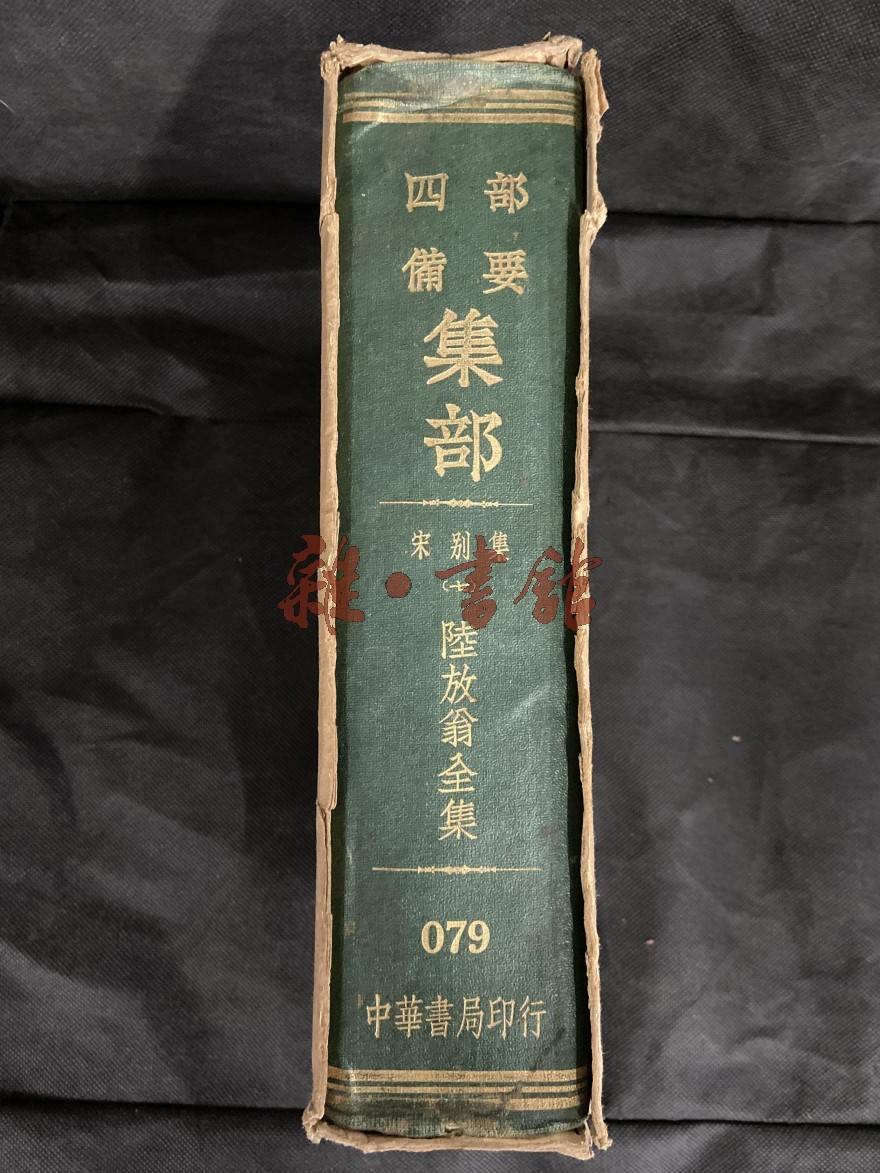 四部
備要
集部
宋别集
(七)
陸放翁全集
079
中華書局印行
雜·書館